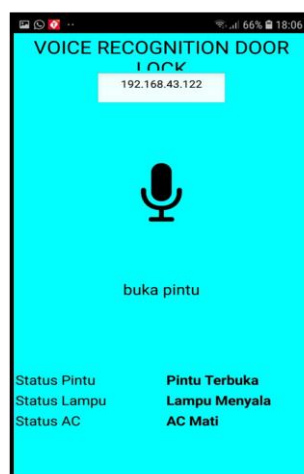 66% 18:06
VOICE RECOGNITION DOOR
LOCK
192.168.43.122
buka pintu
Status Pintu Pintu Terbuka
Status Lampu Lampu Menyala
Status AC AC Mati